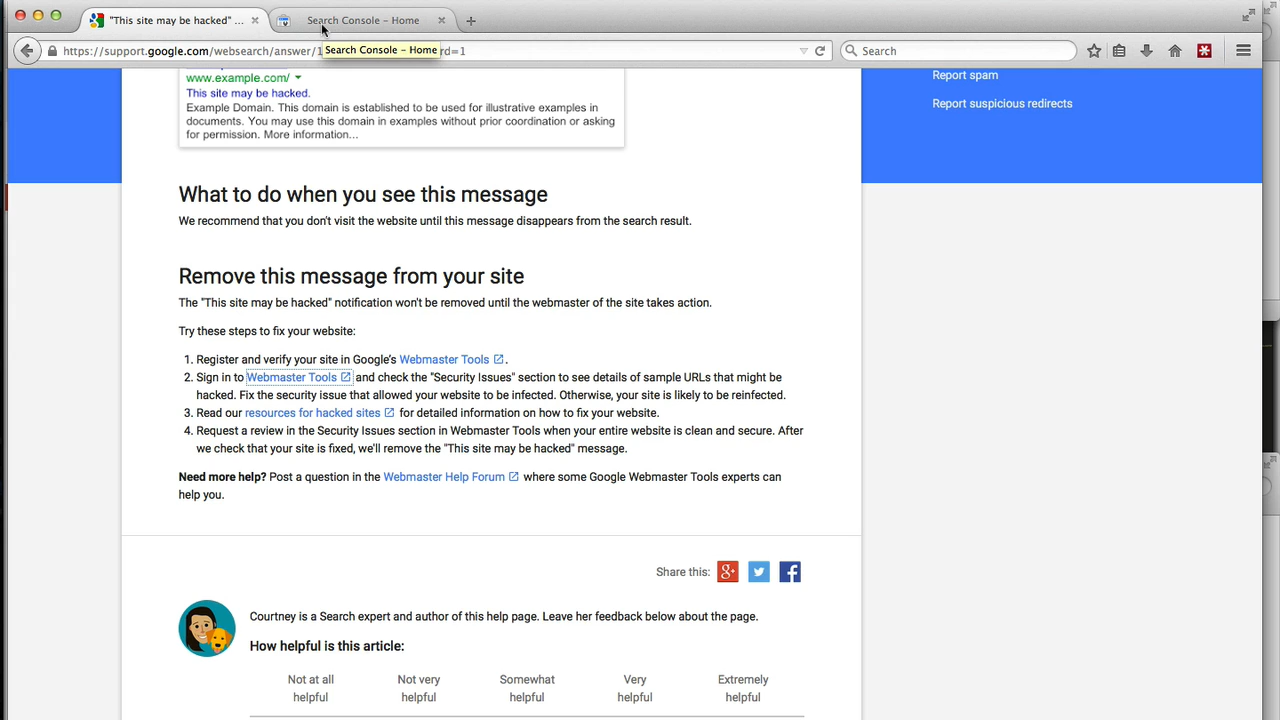 "This site may be hacked" ...
Search Console – Home
https://support.google.com/websearch/answer/1
Search Console – Home
rd=1
Search
www.example.com/
This site may be hacked.
Example Domain. This domain is established to be used for illustrative examples in
documents. You may use this domain in examples without prior coordination or asking
for permission. More information...
Report spam
Report suspicious redirects
What to do when you see this message
We recommend that you don't visit the website until this message disappears from the search result.
Remove this message from your site
The "This site may be hacked" notification won't be removed until the webmaster of the site takes action.
Try these steps to fix your website:
1. Register and verify your site in Google's Webmaster Tools .
2. Sign in to Webmaster Tools and check the "Security Issues" section to see details of sample URLs that might be
hacked. Fix the security issue that allowed your website to be infected. Otherwise, your site is likely to be reinfected.
3. Read our resources for hacked sites for detailed information on how to fix your website.
4. Request a review in the Security Issues section in Webmaster Tools when your entire website is clean and secure. After
we check that your site is fixed, we'll remove the "This site may be hacked" message.
Need more help? Post a question in the Webmaster Help Forum where some Google Webmaster Tools experts can
help you.
Share this:
Courtney is a Search expert and author of this help page. Leave her feedback below about the page.
How helpful is this article:
Not at all
helpful
Not very
helpful
Somewhat
helpful
Very
helpful
Extremely
helpful